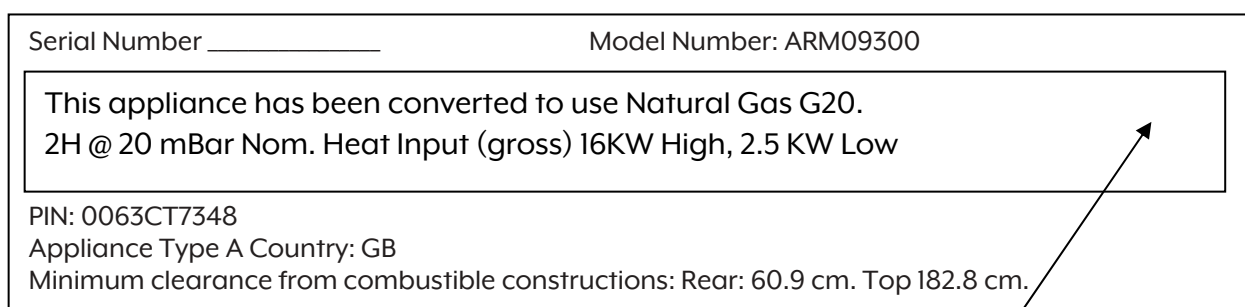 Serial Number ______________ Model Number: ARM09300
This appliance has been converted to use Natural Gas G20.
2H @ 20 mBar Nom. Heat Input (gross) 16KW High, 2.5 KW Low
PIN: 0063CT7348
Appliance Type A Country: GB
Minimum clearance from combustible constructions: Rear: 60.9 cm. Top 182.8 cm.